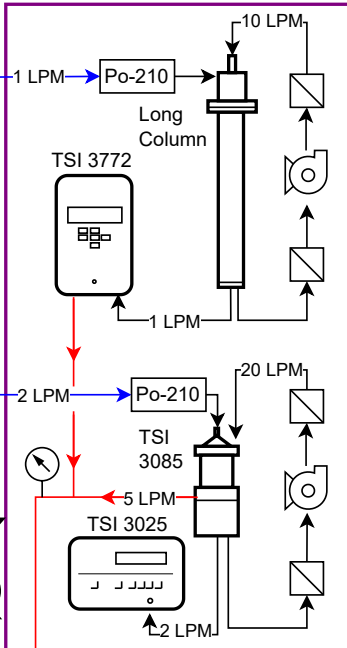 10 LPM
1 LPM
Po-210
Long
Column
TSI 3772
1 LPM
2 LPM
Po-210
20 LPM
TSI
3085
5 LPM
TSI 3025
2 LPM